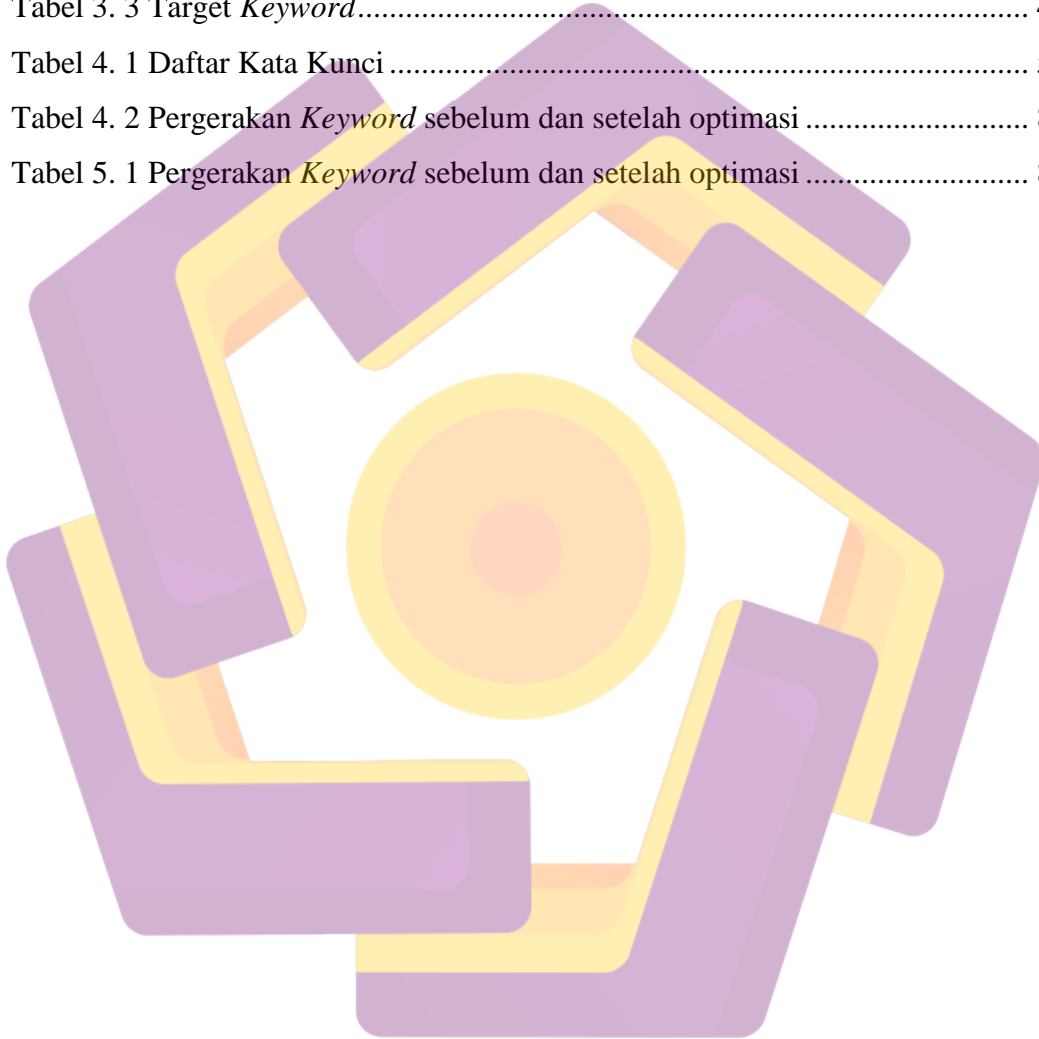 Tabel 3. 3 Target Keyword.......................................................................................
Tabel 4. 1 Daftar Kata Kunci ...................................................................................
Tabel 4. 2 Pergerakan Keyword sebelum dan setelah optimasi ............................
Tabel 5. 1 Pergerakan Keyword sebelum dan setelah optimasi ............................